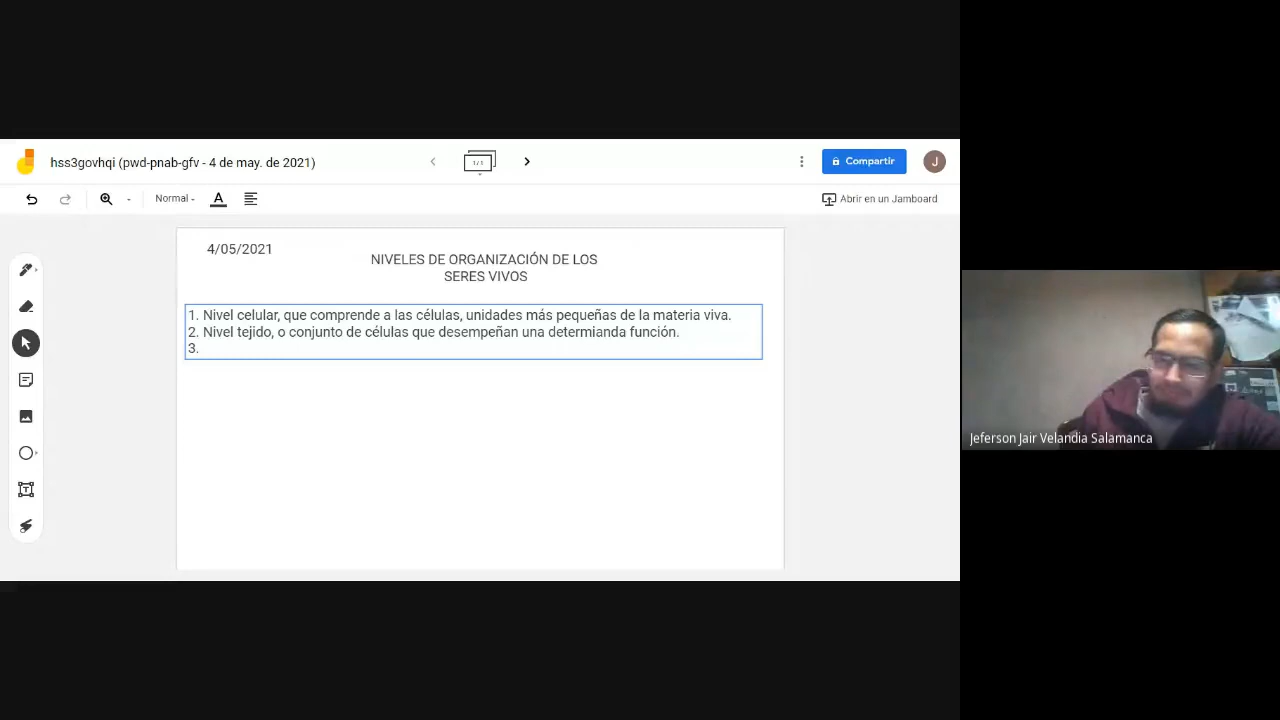 hss3govhqi (pwd-pnab-gfv - 4 de may. de 2021)
1/1
Compartir
J
Normal
A
Abrir en un Jamboard
4/05/2021
NIVELES DE ORGANIZACIÓN DE LOS
SERES VIVOS
1. Nivel celular, que comprende a las células, unidades más pequeñas de la materia viva.
2. Nivel tejido, o conjunto de células que desempeñan una determianda función.
3.
T
Jeferson Jair Velandia Salamanca